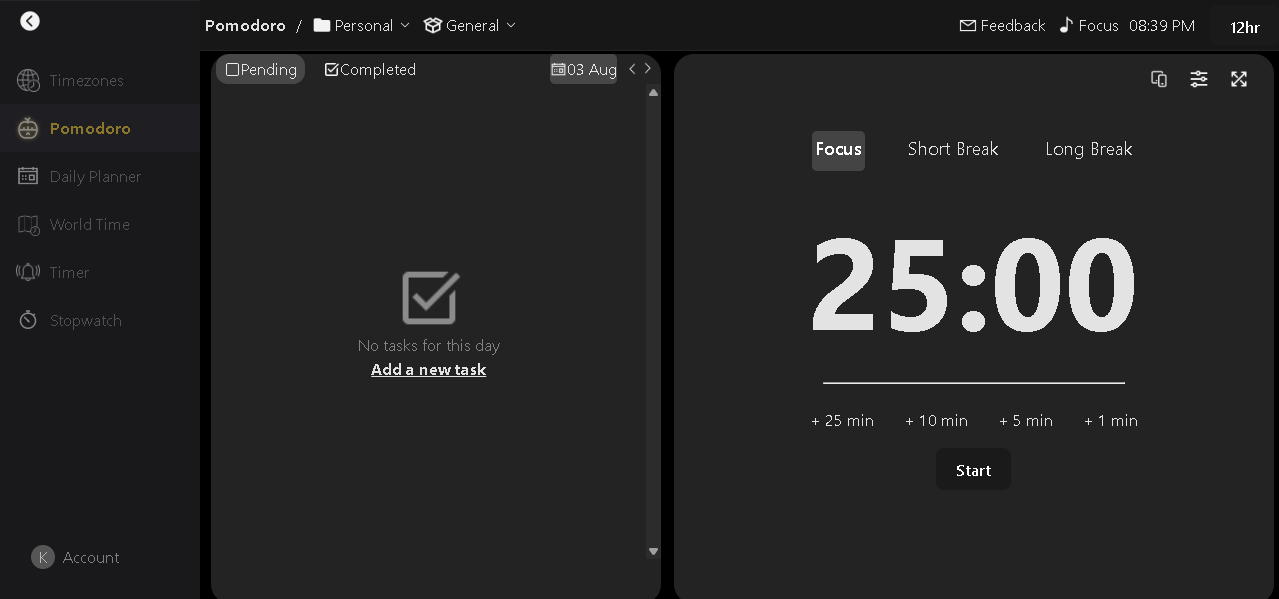 Pomodoro / Personal General
Feedback Focus 08:39 PM 12hr
Timezones
Pomodoro
Daily Planner
World Time
Timer
Stopwatch
K Account
Pending Completed 03 Aug
No tasks for this day
Add a new task
Focus Short Break Long Break
25:00
+ 25 min + 10 min + 5 min + 1 min
Start